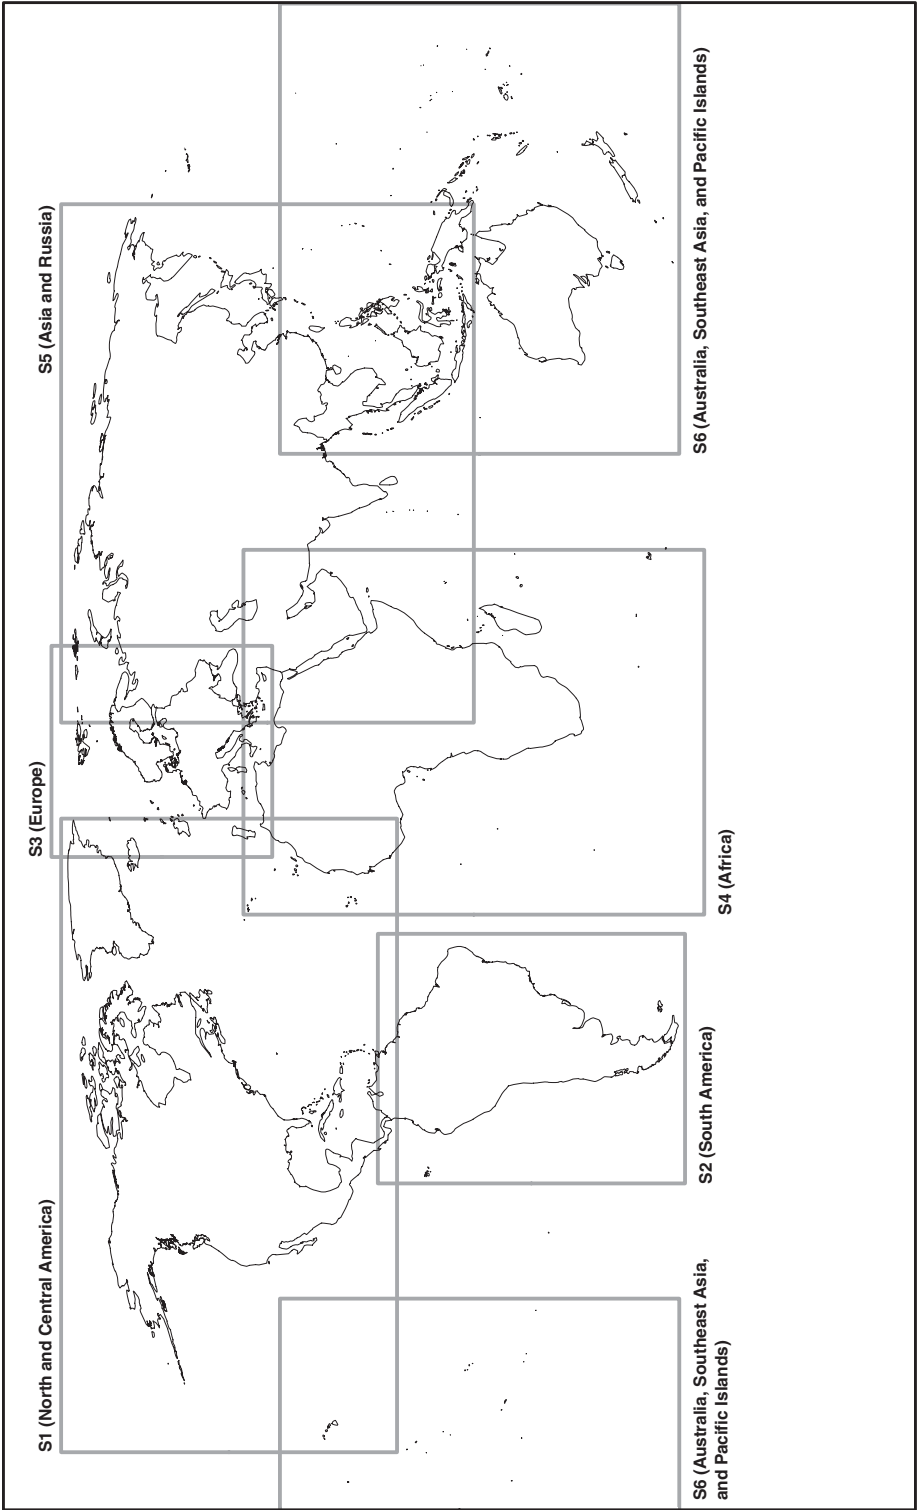 S1 (North and Central America)
S3 (Europe)
S5 (Asia and Russia)
S6 (Australia, Southeast Asia,
and Pacific Islands)
S2 (South America)
S4 (Africa)
S6 (Australia, Southeast Asia, and Pacific Islands)